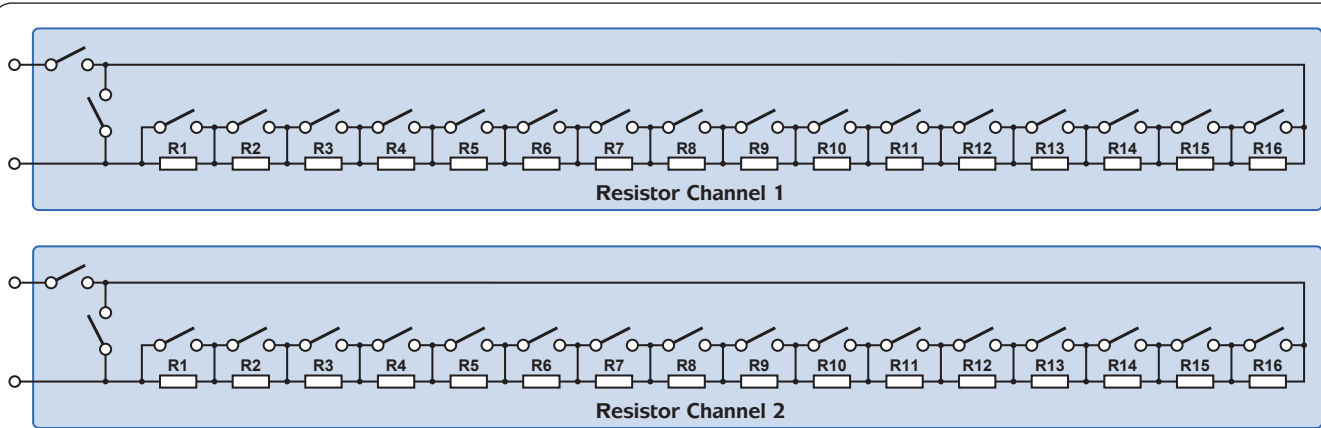 R1 R2 R3 R4 R5 R6 R7 R8 R9 R10 R11 R12 R13 R14 R15 R16
Resistor Channel 1
R1 R2 R3 R4 R5 R6 R7 R8 R9 R10 R11 R12 R13 R14 R15 R16
Resistor Channel 2